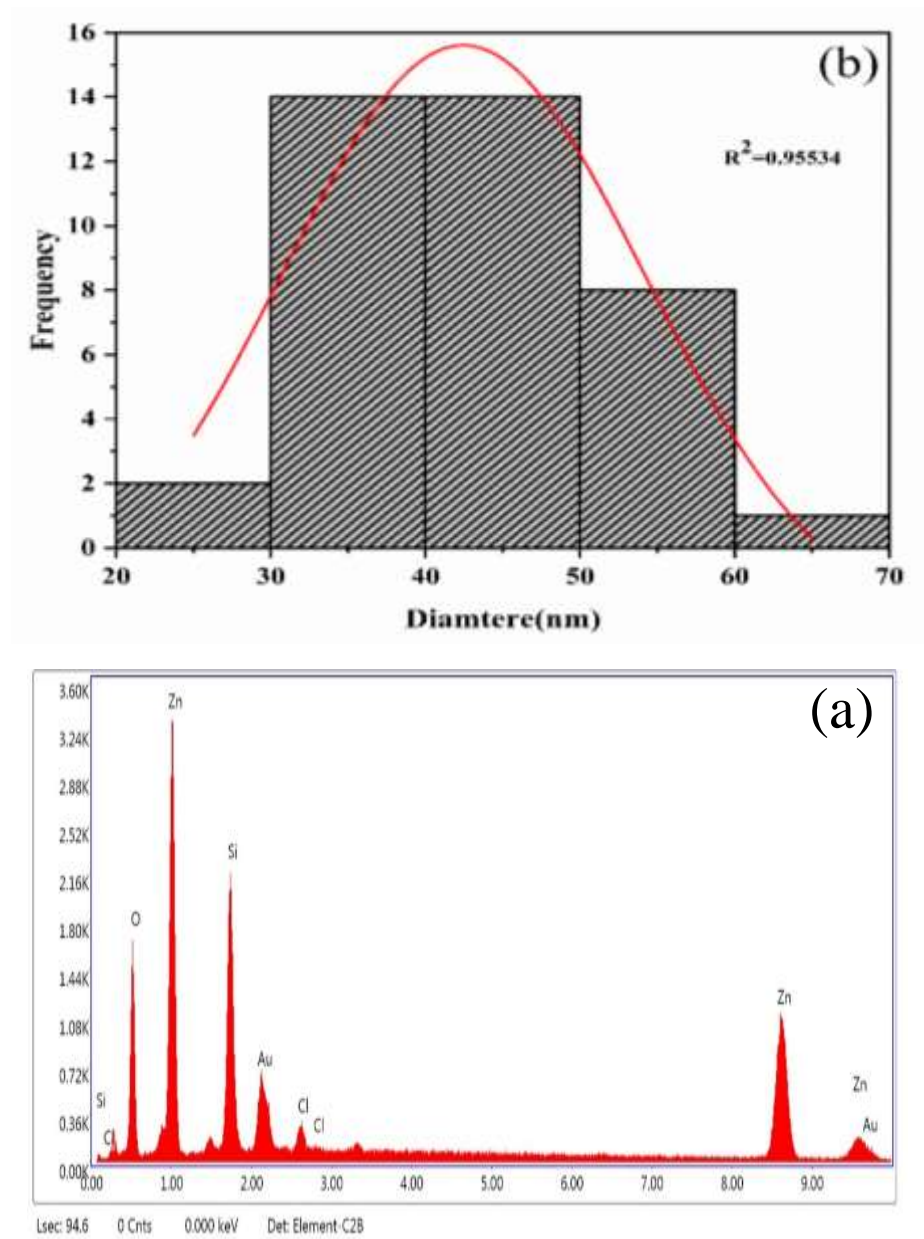 (b)
R²=0.95534
16
14
12
10
8
6
4
2
0
Frequency
20 30 40 50 60 70
Diamtere(nm)
(a)
3.60K
3.24K
2.88K
2.52K
2.16K
1.80K
1.44K
1.08K
0.72K
0.36K
0.00K
Zn
Si
O
Zn
Au
Zn
Si
Cl
Cl
Au
C
0.00 1.00 2.00 3.00 4.00 5.00 6.00 7.00 8.00 9.00
Lsec: 94.6 0 Cnts 0.000 keV Det: Element-C2B